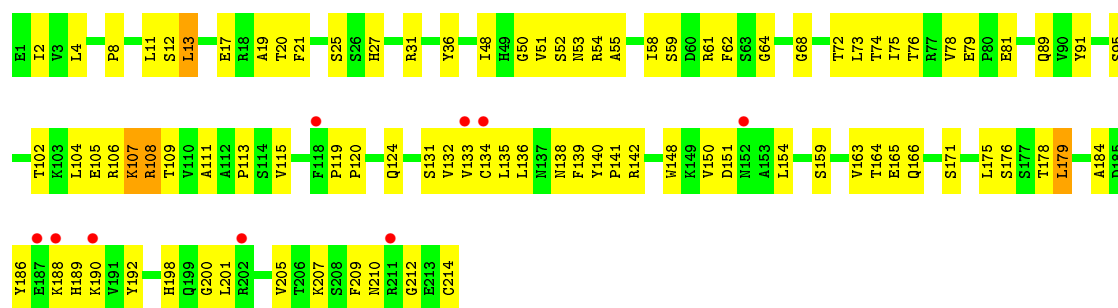 E1 I2 V3 L4 P8 L11 S12 L13 E17 R18 A19 T20 F21 S25 S26 H27 R31 Y36 I48 H49 G50 V51 S52 N53 R54 A55 I58 S59 D60 R61 F62 S63 G64 G68 T72 L73 T74 I75 T76 R77 V78 E79 P80 E81 Q89 V90 Y91 S95
T102 K103 L104 E105 R106 K107 R108 T109 V110 A111 A112 P113 S114 V115 F118 P119 P120 Q124 S131 V132 V133 C134 L135 L136 N137 N138 F139 Y140 P141 R142 W148 K149 V150 D151 N152 A153 L154 S159 V163 T164 E165 Q166 S171 L175 S176 S177 T178 L179 A184 D185
Y186 E187 K188 H189 K190 V191 Y192 H198 Q199 G200 L201 R202 V205 T206 K207 S208 F209 N210 R211 G212 E213 C214